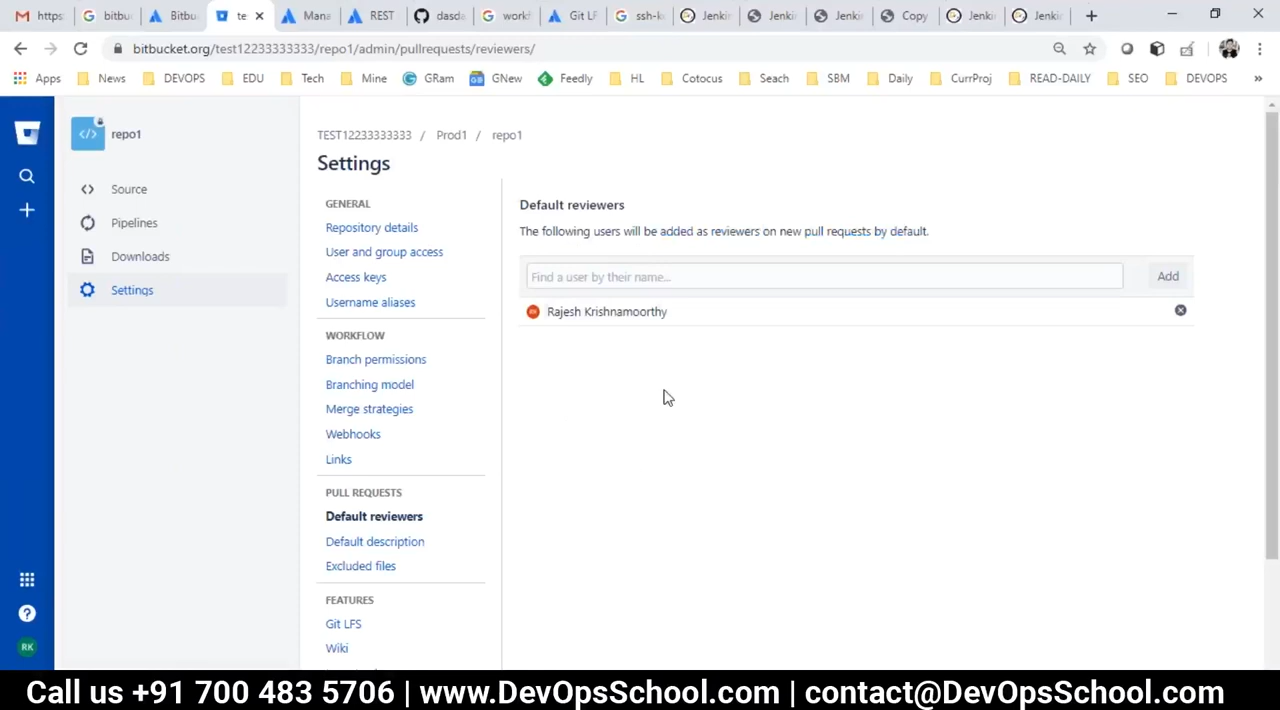 https:
bitbu
Bitbu
te
Mana
REST
dasda
workf
Git LF
ssh-k
Jenkin
Jenkin
Jenkin
Copy
Jenkin
Jenkin
bitbucket.org/test12233333333/repo1/admin/pullrequests/reviewers/
Apps News DEVOPS EDU Tech Mine GRam GNew Feedly HL Cotocus Seach SBM Daily CurrProj READ-DAILY SEO DEVOPS »
repo1
Source
Pipelines
Downloads
Settings
RK
TEST12233333333 / Prod1 / repo1
Settings
GENERAL
Repository details
User and group access
Access keys
Username aliases
WORKFLOW
Branch permissions
Branching model
Merge strategies
Webhooks
Links
PULL REQUESTS
Default reviewers
Default description
Excluded files
FEATURES
Git LFS
Wiki
Default reviewers
The following users will be added as reviewers on new pull requests by default.
Find a user by their name...
Add
Rajesh Krishnamoorthy
Call us +91 700 483 5706 | www.DevOpsSchool.com | contact@DevOpsSchool.com